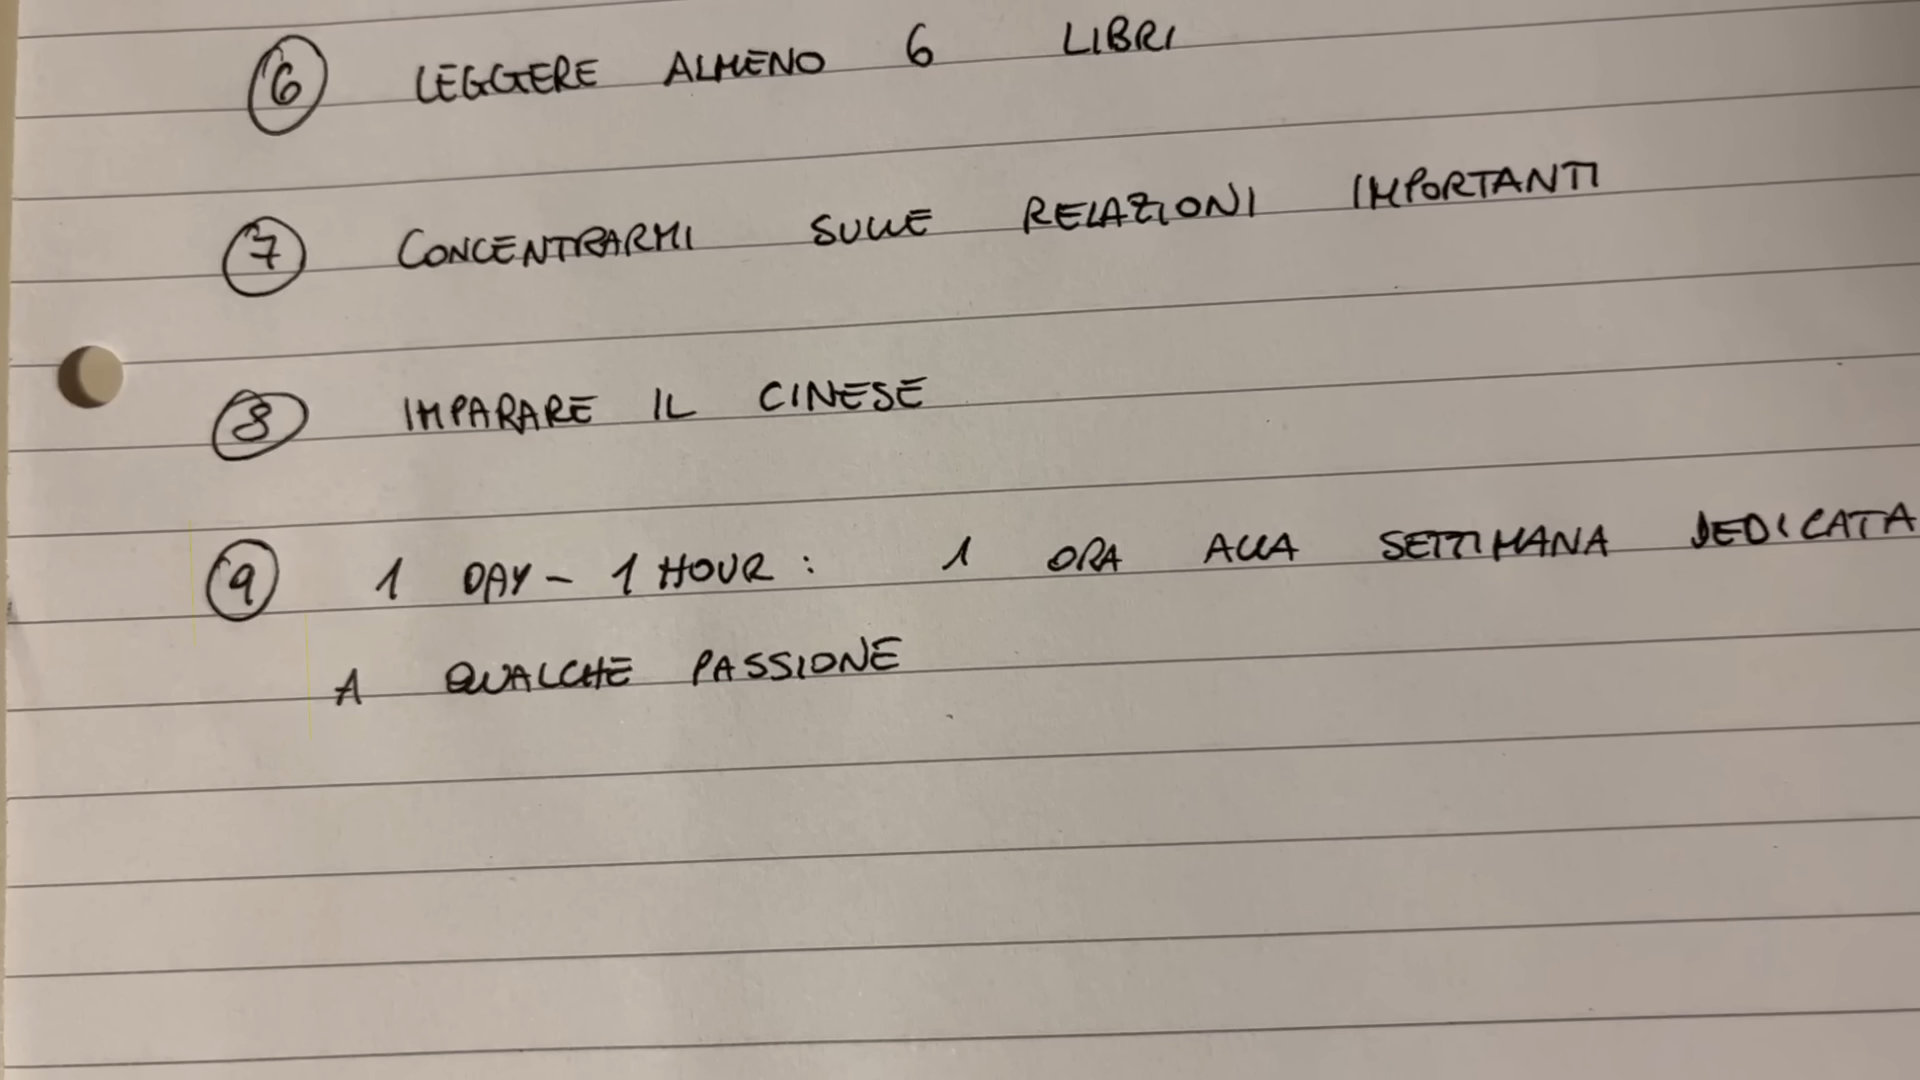 6 LEGGERE ALMENO 6 LIBRI
7 CONCENTRARMI SULLE RELAZIONI IMPORTANTI
8 IMPARARE IL CINESE
9 1 DAY - 1 HOUR : 1 ORA ALLA SETTIMANA DEDICATA
A QUALCHE PASSIONE